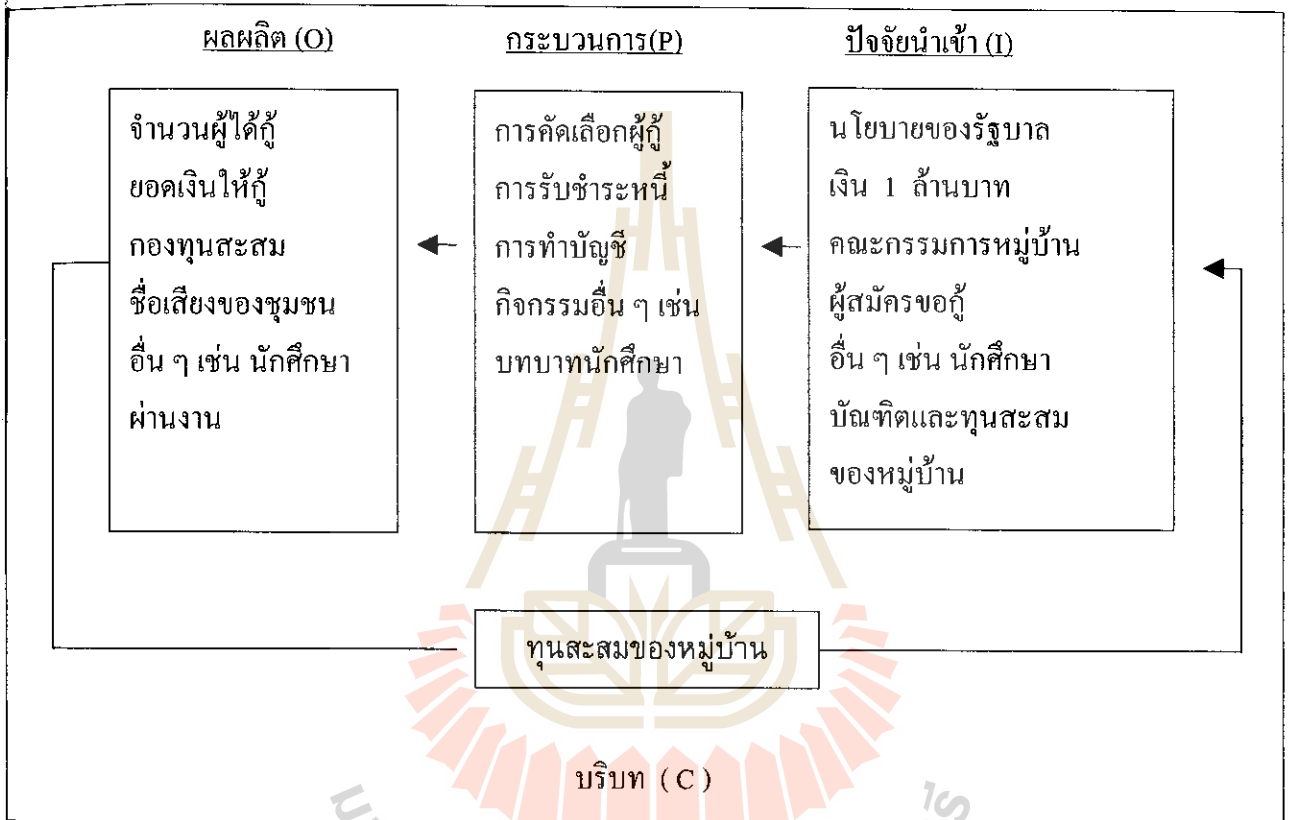 ผลผลิต (O)
กระบวนการ(P)
ปัจจัยนำเข้า (I)
จำนวนผู้ได้กู้
ยอดเงินให้กู้
กองทุนสะสม
ชื่อเสียงของชุมชน
อื่น ๆ เช่น นักศึกษา
ผ่านงาน
การคัดเลือกผู้กู้
การรับชำระหนี้
การทำบัญชี
กิจกรรมอื่น ๆ เช่น
บทบาทนักศึกษา
นโยบายของรัฐบาล
เงิน 1 ล้านบาท
คณะกรรมการหมู่บ้าน
ผู้สมัครขอกู้
อื่น ๆ เช่น นักศึกษา
บัณฑิตและทุนสะสม
ของหมู่บ้าน
ทุนสะสมของหมู่บ้าน
บริบท ( C )